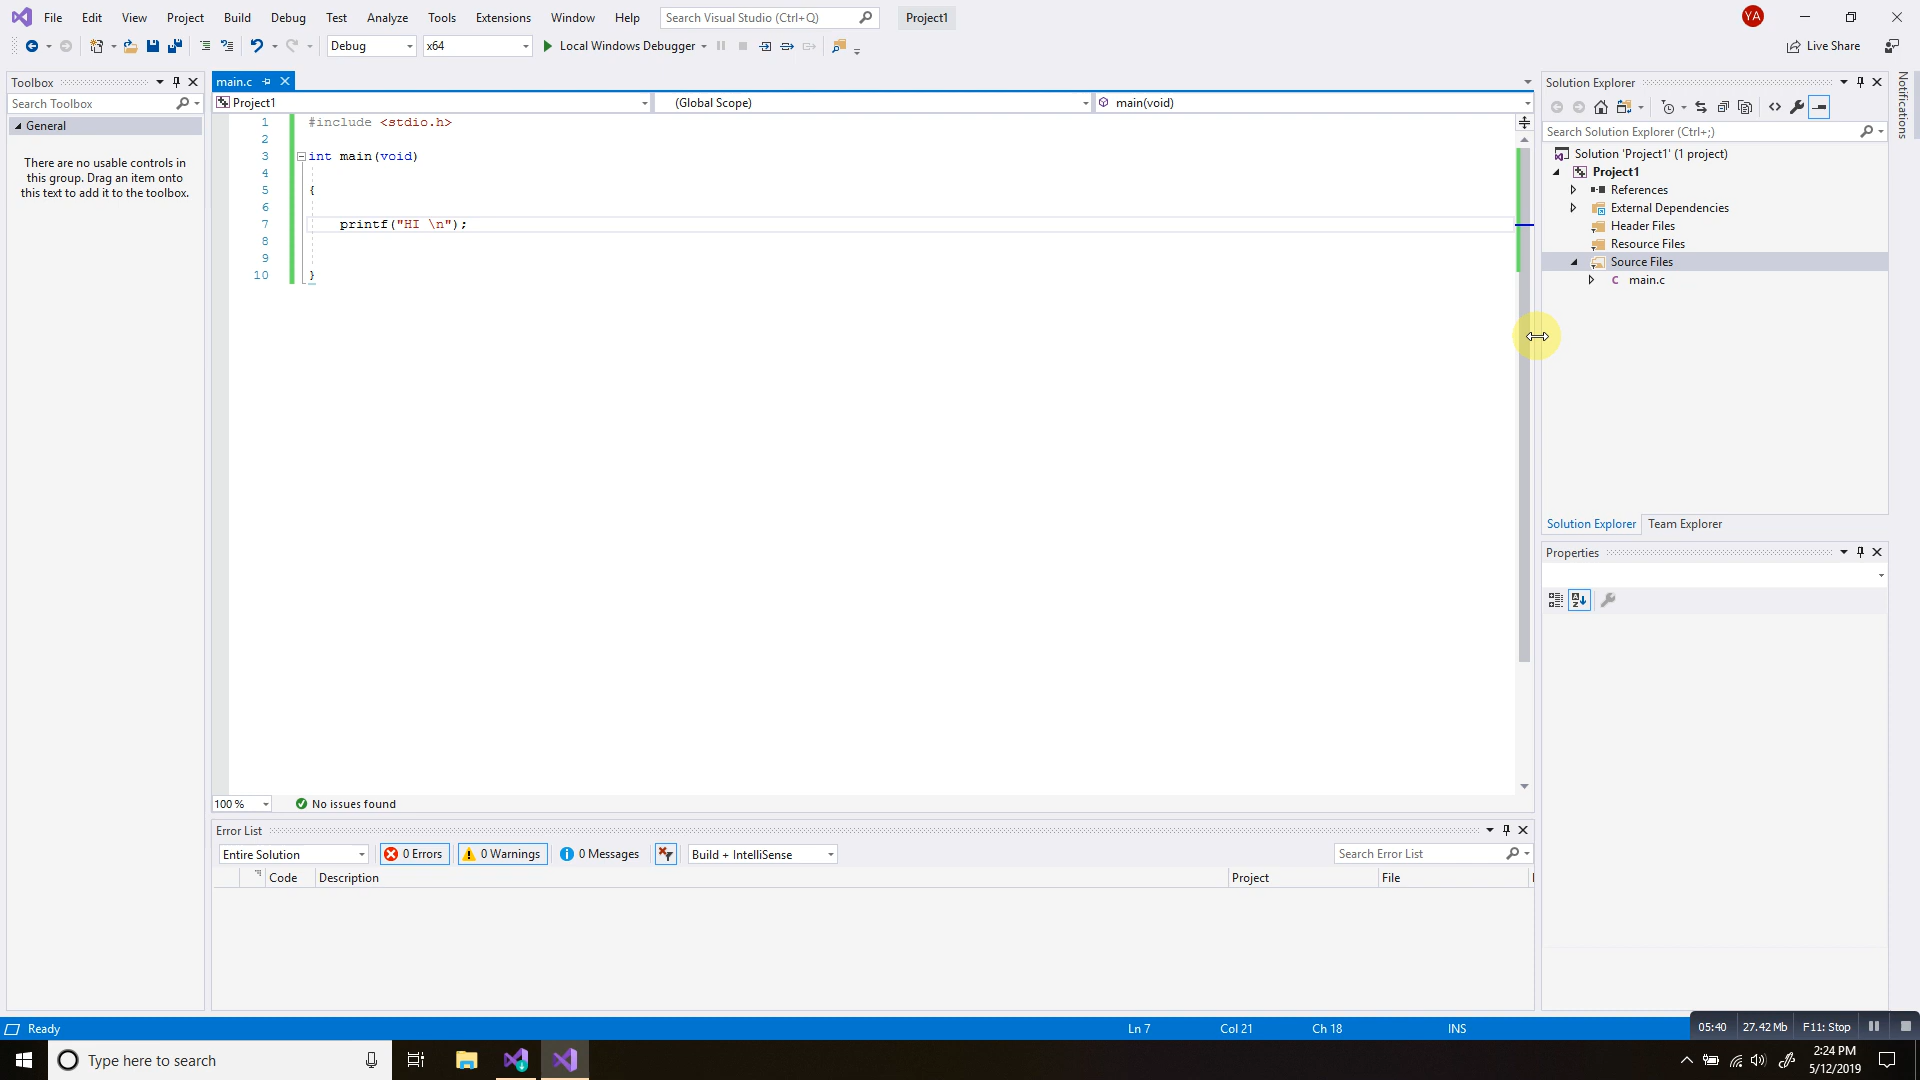 File Edit View Project Build Debug Test Analyze Tools Extensions Window Help Search Visual Studio (Ctrl+Q) Project1 YA
Debug x64 Local Windows Debugger Live Share
Toolbox
Search Toolbox
General
There are no usable controls in
this group. Drag an item onto
this text to add it to the toolbox.
main.c
Project1 (Global Scope) main(void)
1 #include <stdio.h>
2
3 int main(void)
4
5 {
6
7 printf("HI \n");
8
9
10 }
100 % No issues found
Solution Explorer
Search Solution Explorer (Ctrl+;)
Solution 'Project1' (1 project)
Project1
References
External Dependencies
Header Files
Resource Files
Source Files
C main.c
Solution Explorer Team Explorer
Properties
Notifications
Error List
Entire Solution 0 Errors 0 Warnings 0 Messages Build + IntelliSense Search Error List
Code Description Project File
Ready Ln 7 Col 21 Ch 18 INS
05:40 27.42 Mb F11: Stop
Type here to search
2:24 PM
5/12/2019